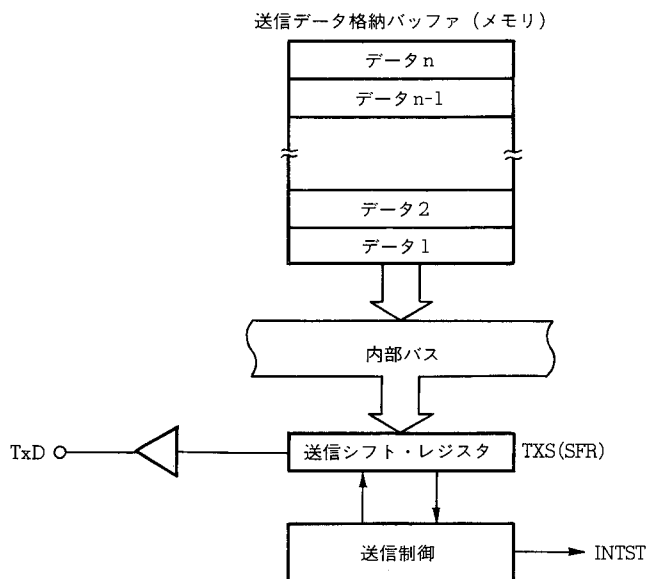 送信データ格納バッファ (メモリ)
データn
データn-1
データ2
データ1
内部バス
TxD
送信シフト・レジスタ
TXS(SFR)
送信制御
INTST